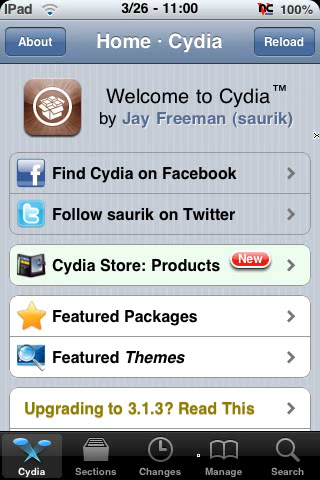 iPad 3/26 - 11:00 100%
About Home · Cydia Reload
Welcome to Cydia™
by Jay Freeman (saurik)
Find Cydia on Facebook
Follow saurik on Twitter
Cydia Store: Products New
Featured Packages
Featured Themes
Upgrading to 3.1.3? Read This
Cydia Sections Changes Manage Search